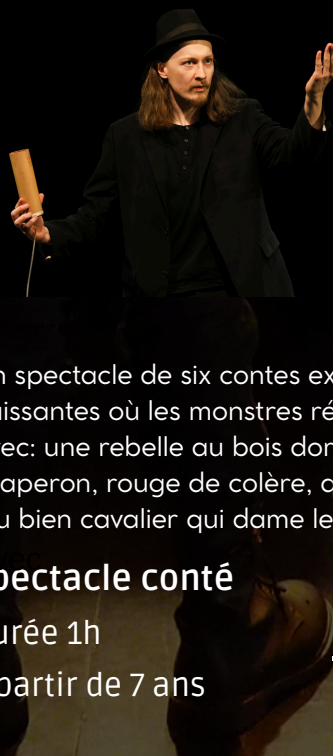 n spectacle de six contes ex
issantes où les monstres ré
ec: une rebelle au bois dor
aperon, rouge de colère,
u bien cavalier qui dame le
pectacle conté
urée 1h
partir de 7 ans